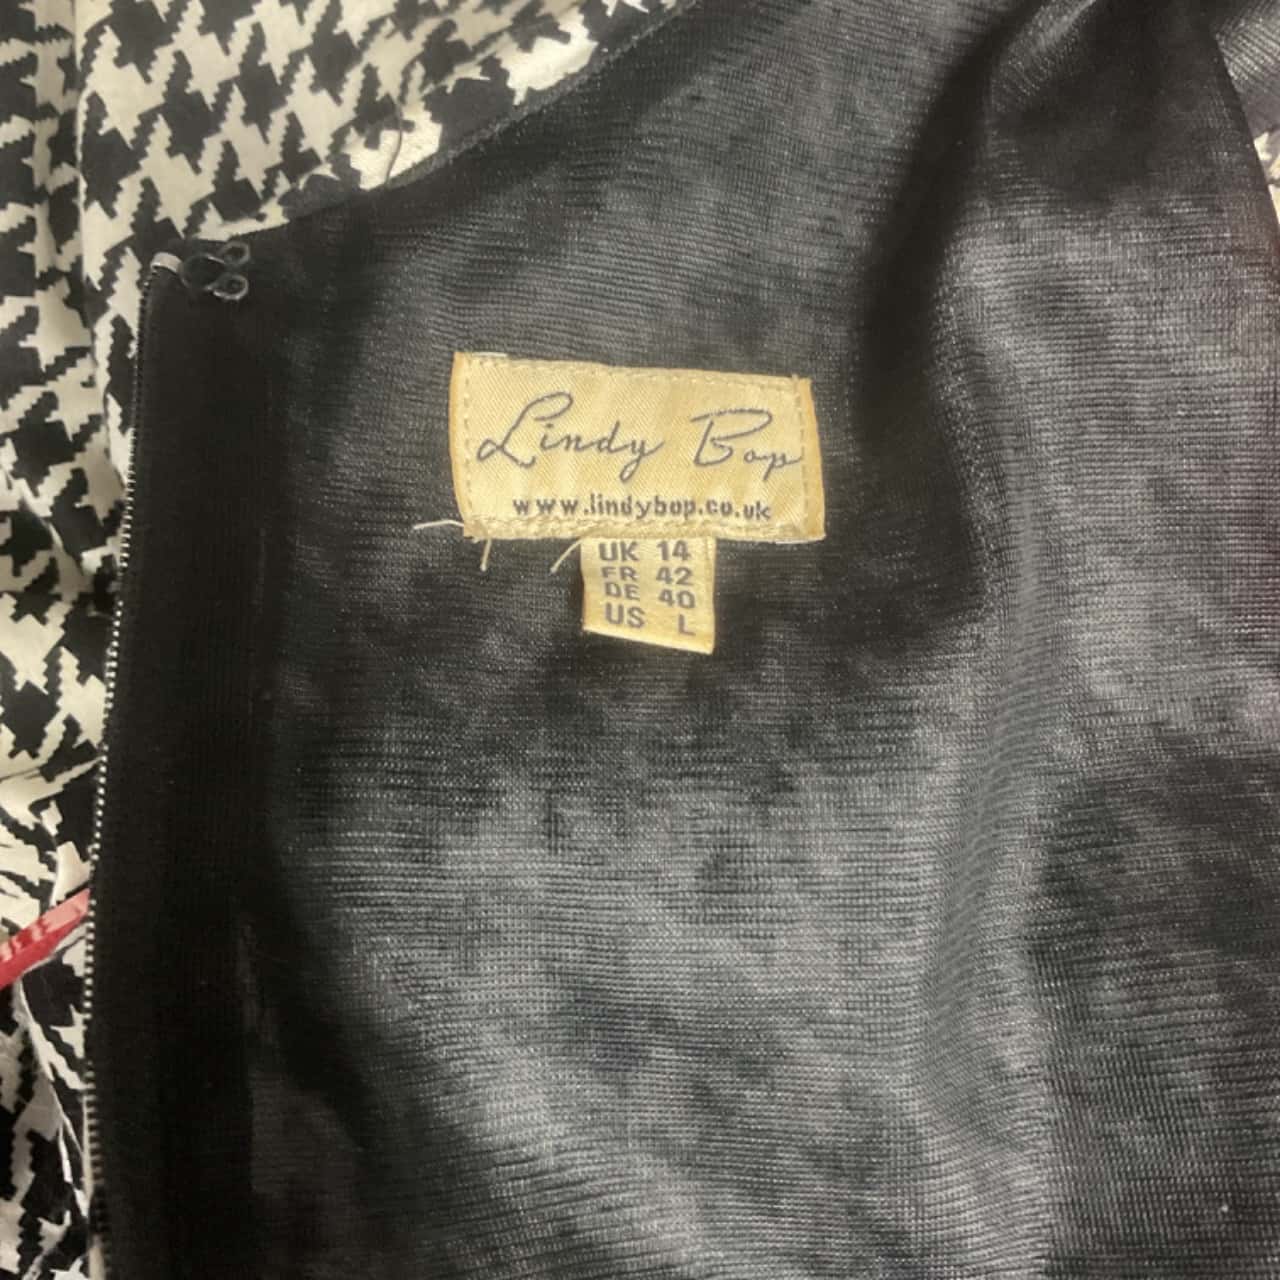 Lindy Bop
www.lindybop.co.uk
UK 14
FR 42
DE 40
US L